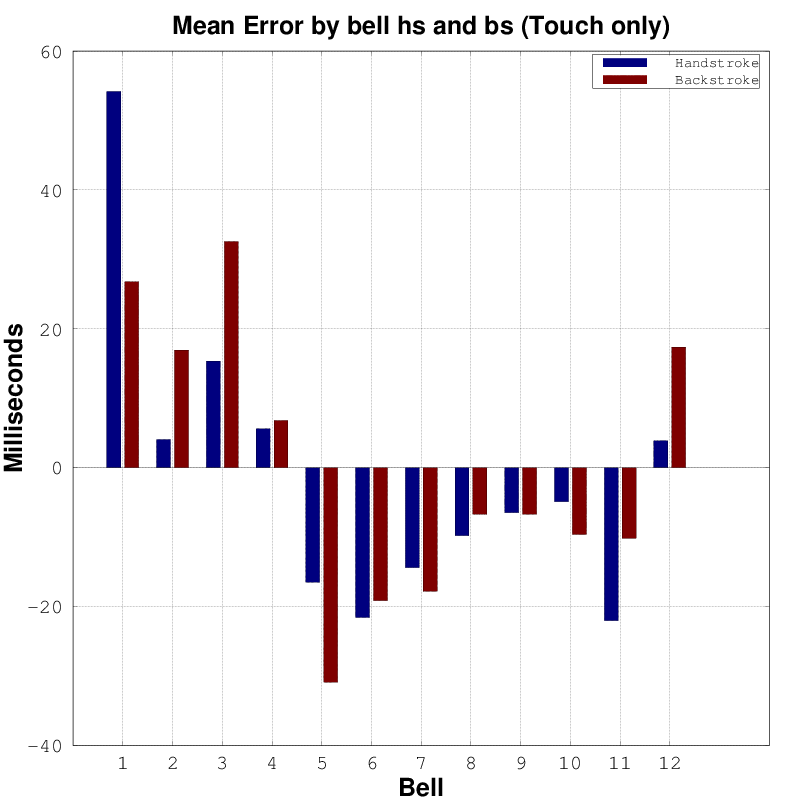 Mean Error by bell hs and bs (Touch only)
60
Handstroke
Backstroke
40
20
Milliseconds
0
-20
-40
1 2 3 4 5 6 7 8 9 10 11 12
Bell